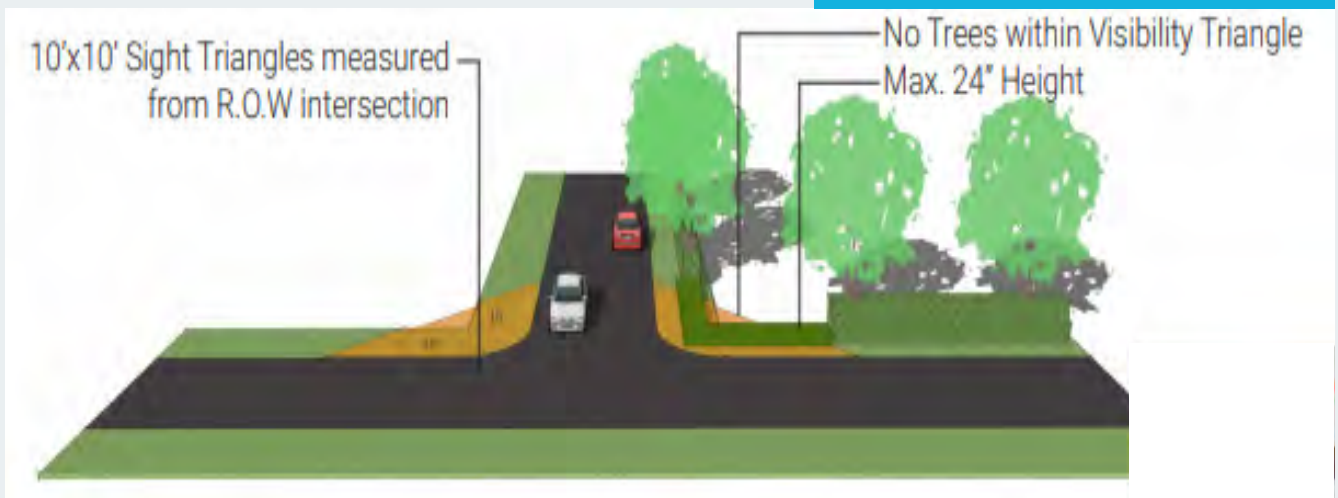 10'x10' Sight Triangles measured
from R.O.W intersection
No Trees within Visibility Triangle
Max. 24" Height